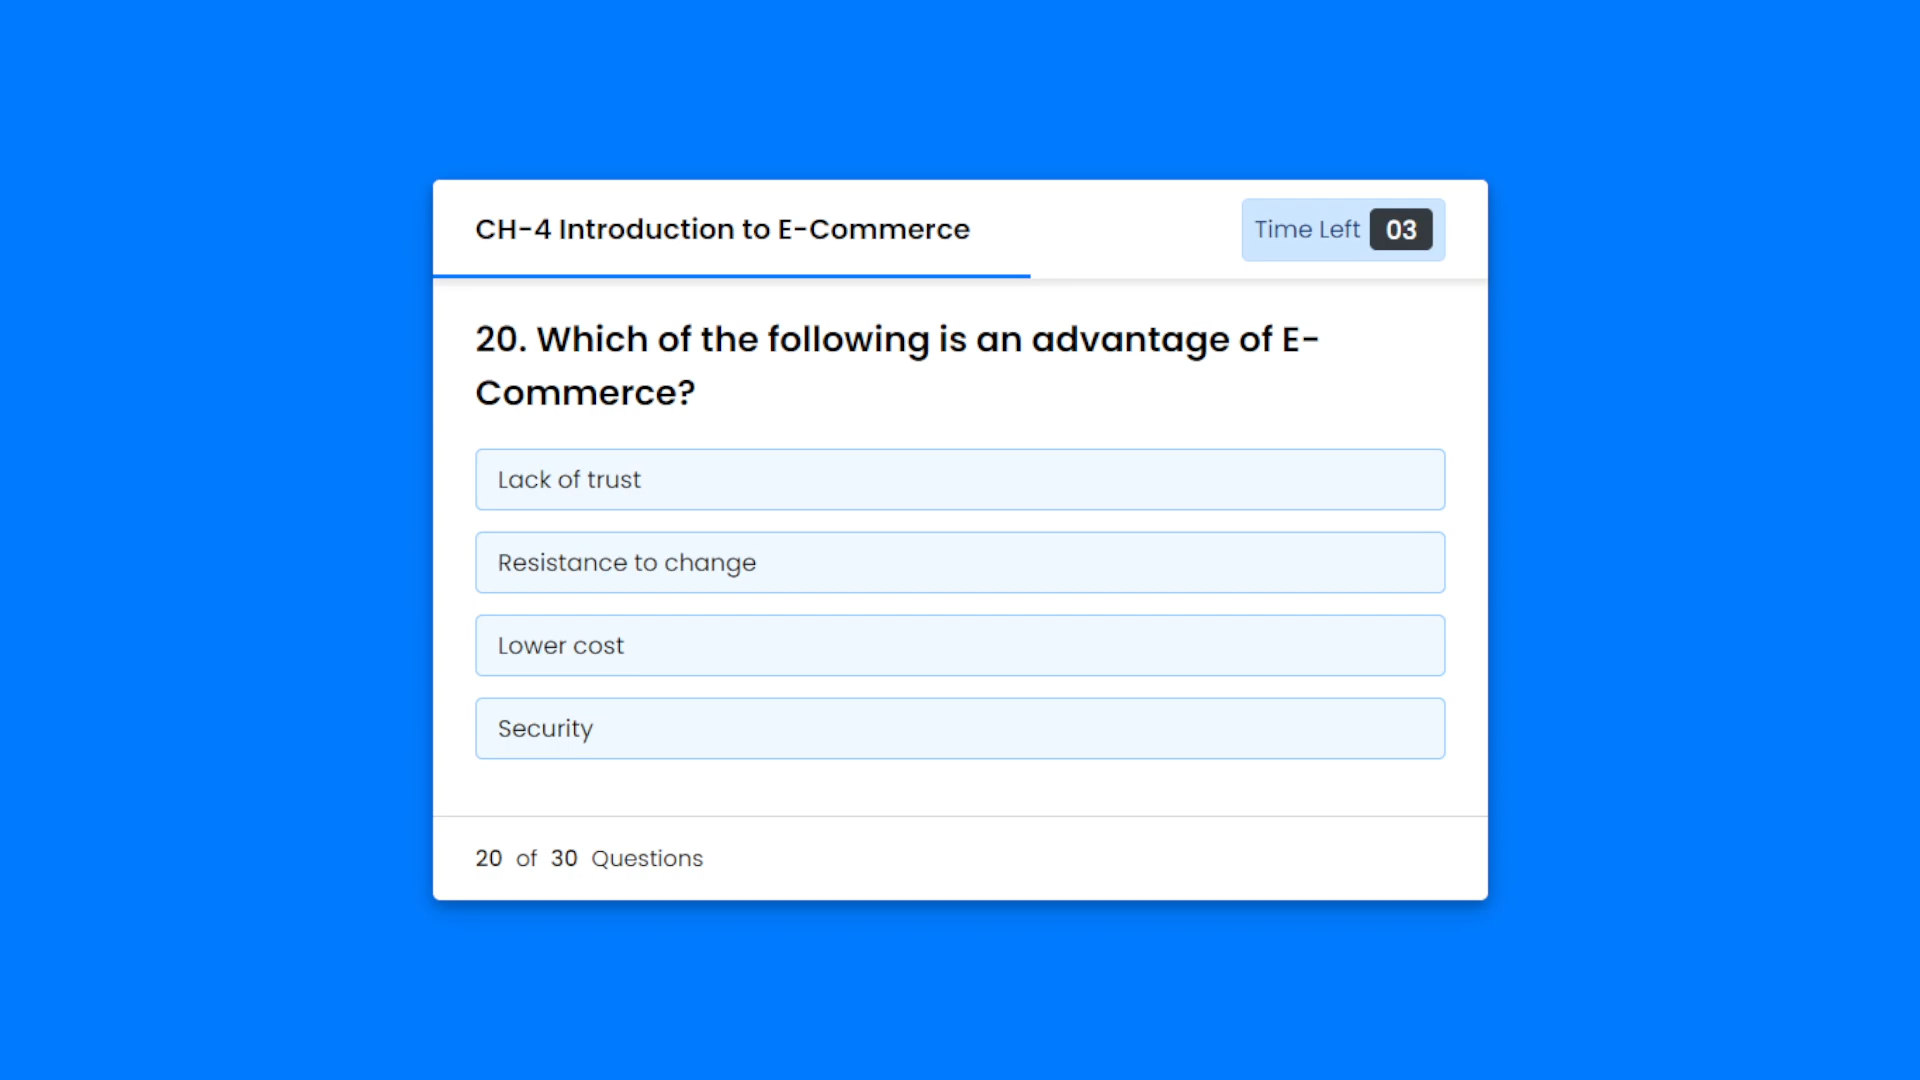 CH-4 Introduction to E-Commerce
Time Left 03
20. Which of the following is an advantage of E-
Commerce?
Lack of trust
Resistance to change
Lower cost
Security
20 of 30 Questions